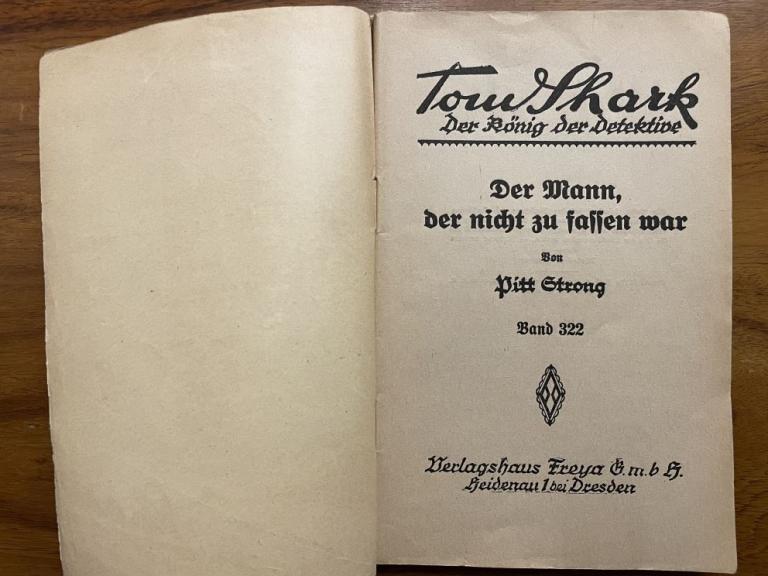 Tom Shark
Der König der Detektive
Der Mann,
der nicht zu fassen war
Von
Pitt Strong
Band 322
Verlagshaus Freya G. m. b H.
Heidenau 1 bei Dresden